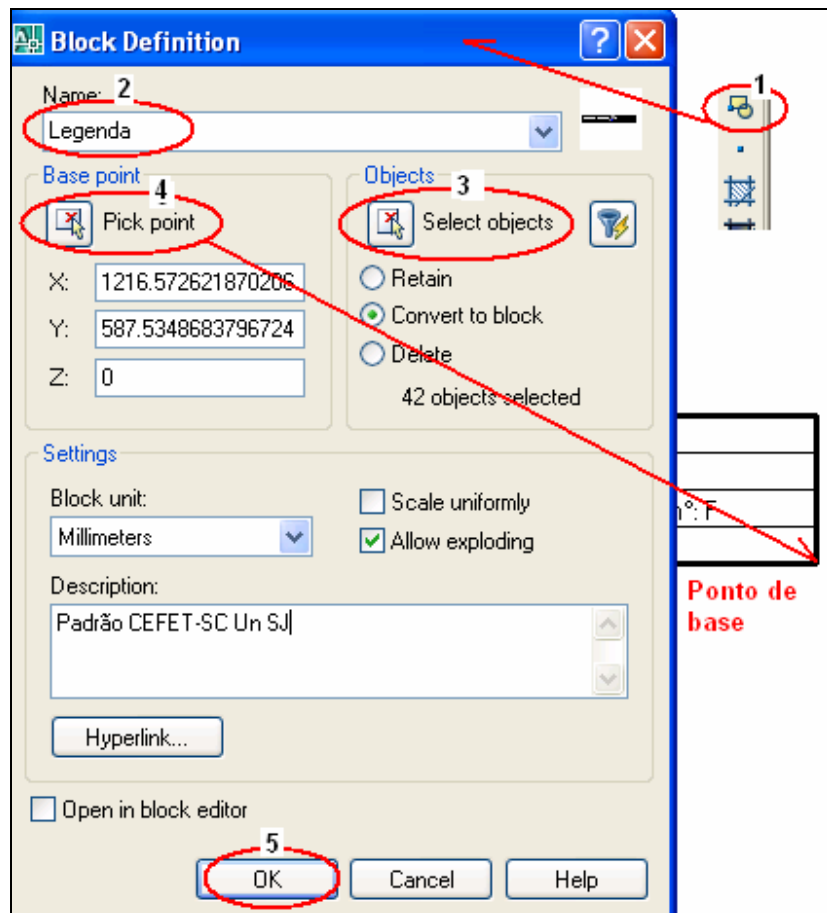 Block Definition
1
Name: 2
Legenda
Base point
4
Pick point
X: 1216.572621870206
Y: 587.5348683796724
Z: 0
Objects
3
Select objects
Retain
Convert to block
Delete
42 objects selected
n°: F
Ponto de
base
Settings
Block unit:
Millimeters
Scale uniformly
Allow exploding
Description:
Padrão CEFET-SC Un SJ
Hyperlink...
Open in block editor
5
OK
Cancel
Help